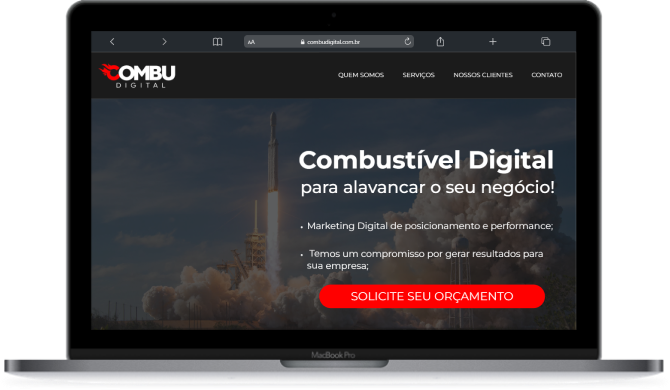 AA
combudigital.com.br
COMBU
DIGITAL
QUEM SOMOS
SERVIÇOS
NOSSOS CLIENTES
CONTATO
Combustível Digital
para alavancar o seu negócio!
• Marketing Digital de posicionamento e performance;
• Temos um compromisso por gerar resultados para
sua empresa;
SOLICITE SEU ORÇAMENTO
MacBook Pro